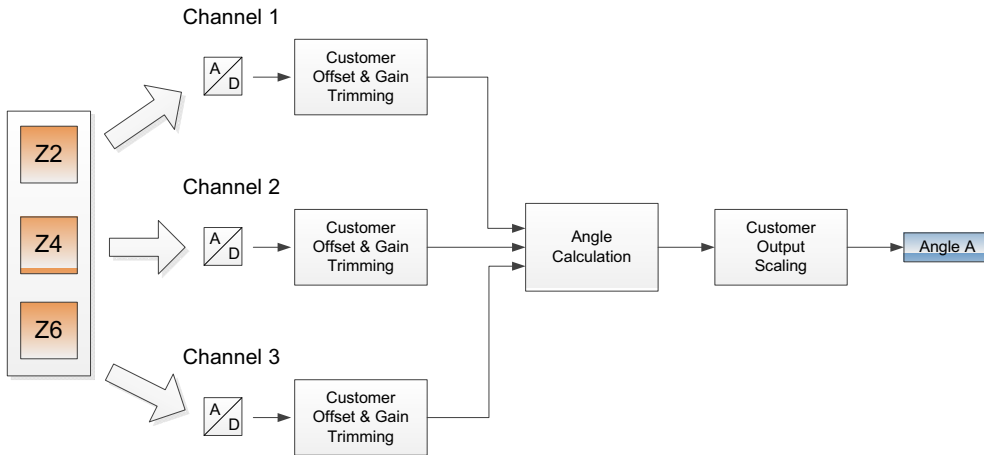 Channel 1
A
D
Customer
Offset & Gain
Trimming
Z2
Channel 2
Z4
A
D
Customer
Offset & Gain
Trimming
Angle
Calculation
Customer
Output
Scaling
Angle A
Z6
Channel 3
A
D
Customer
Offset & Gain
Trimming